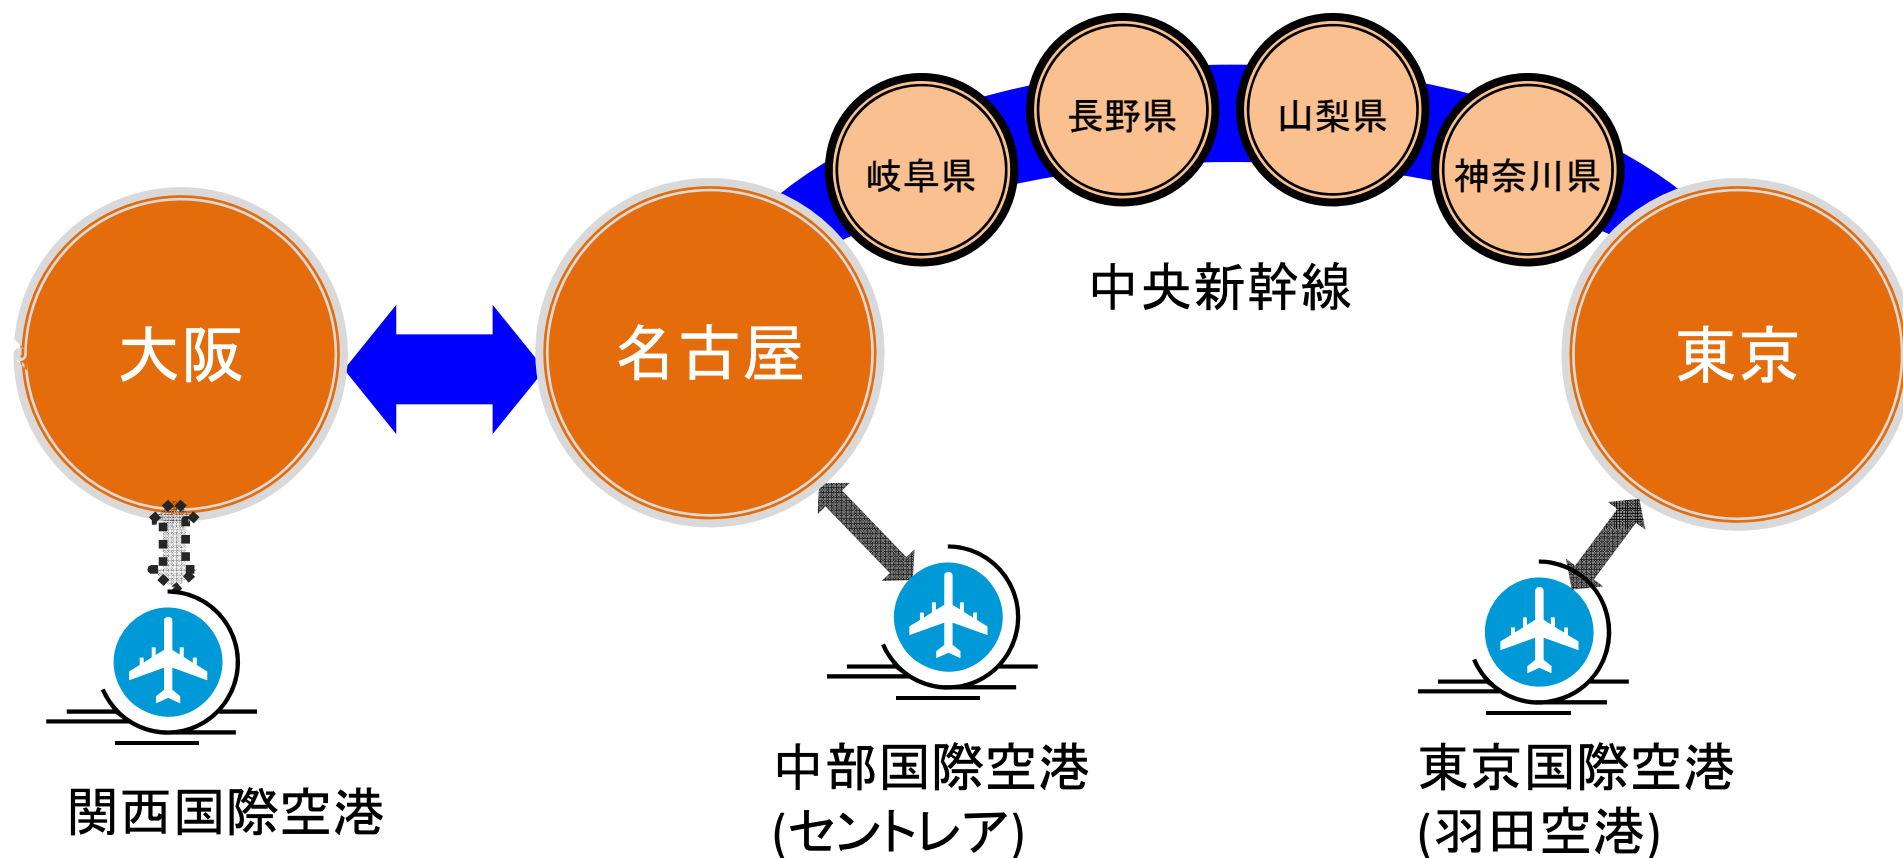 長野県
山梨県
岐阜県
神奈川県
中央新幹線
大阪
名古屋
東京
関西国際空港
中部国際空港
(セントレア)
東京国際空港
(羽田空港)